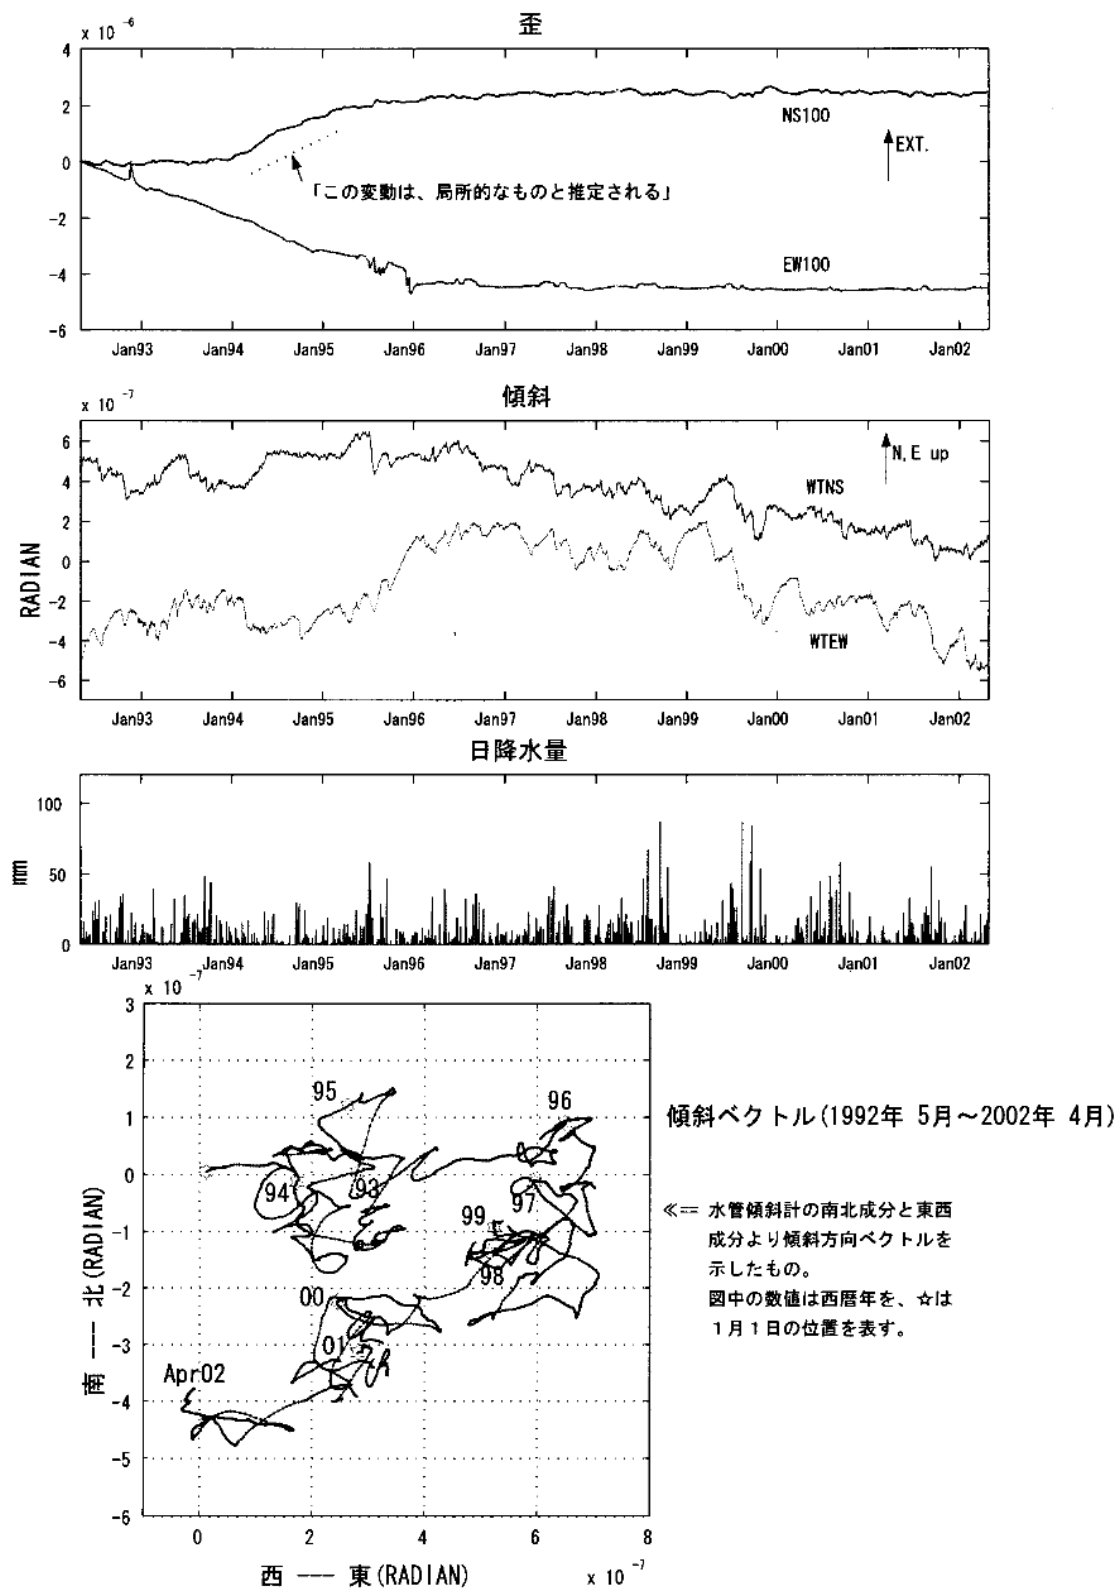 歪
x 10 -6
4
2
0
-2
-4
-6
NS100
EXT.
「この変動は、局所的なものと推定される」
EW100
Jan93 Jan94 Jan95 Jan96 Jan97 Jan98 Jan99 Jan00 Jan01 Jan02
傾斜
x 10 -7
6
4
2
0
-2
-4
-6
RADIAN
N, E up
WTNS
WTEW
Jan93 Jan94 Jan95 Jan96 Jan97 Jan98 Jan99 Jan00 Jan01 Jan02
日降水量
100
50
0
mm
Jan93 Jan94 Jan95 Jan96 Jan97 Jan98 Jan99 Jan00 Jan01 Jan02
x 10 -7
3
2
1
0
-1
-2
-3
-4
-5
-6
南 --- 北(RADIAN)
95
96
94
93
97
99
98
00
01
Apr02
0 2 4 6 8
西 --- 東(RADIAN)
x 10 -7
傾斜ベクトル(1992年 5月～2002年 4月)
≪== 水管傾斜計の南北成分と東西
成分より傾斜方向ベクトルを
示したもの。
図中の数値は西暦年を、☆は
1月1日の位置を表す。